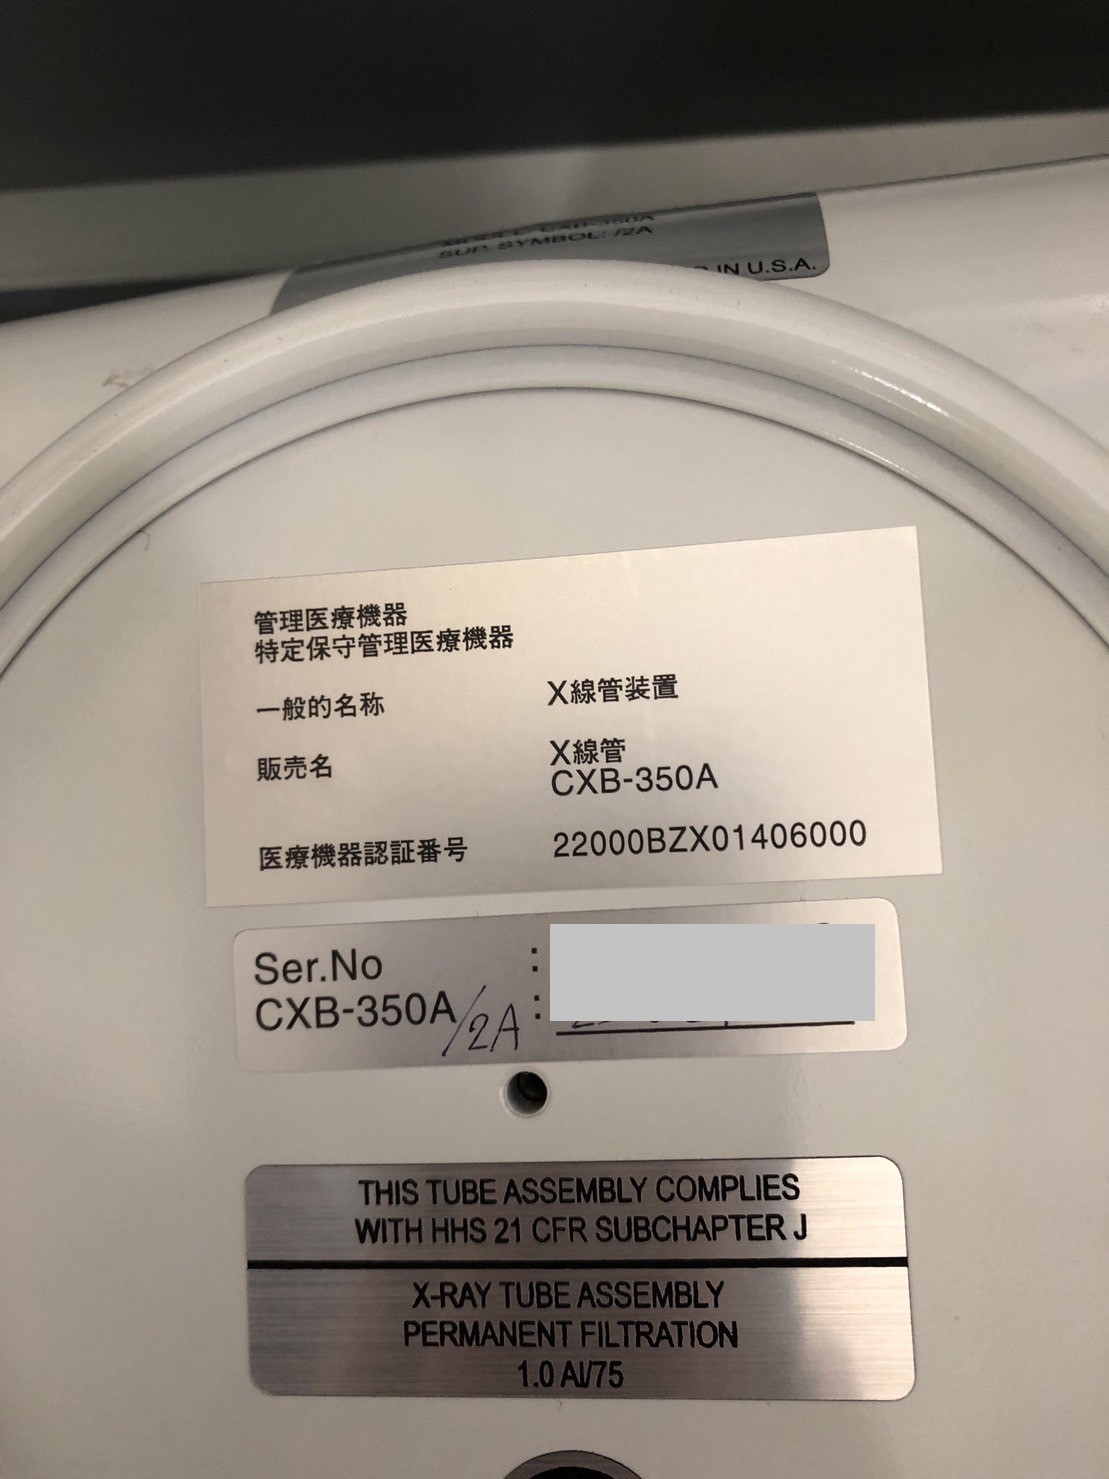 MODEL: CXB-350A
SUP. SYMBOL: /2A
IN U.S.A.
管理医療機器
特定保守管理医療機器
一般的名称 X線管装置
販売名 X線管
CXB-350A
医療機器認証番号 22000BZX01406000
Ser.No :
CXB-350A/2A :
THIS TUBE ASSEMBLY COMPLIES
WITH HHS 21 CFR SUBCHAPTER J
X-RAY TUBE ASSEMBLY
PERMANENT FILTRATION
1.0 Al/75